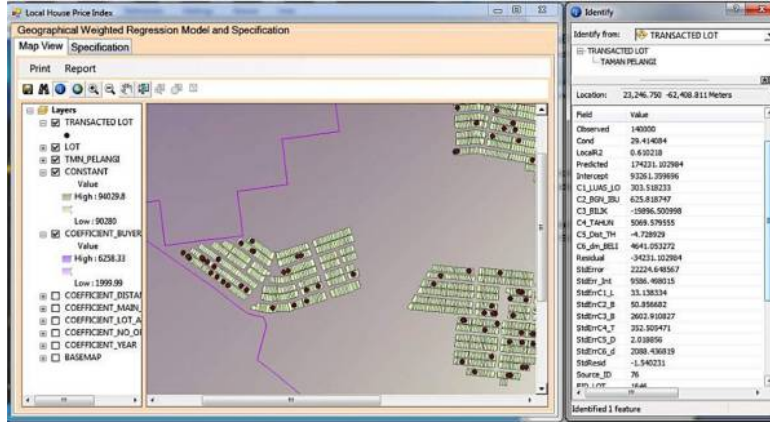 Local House Price Index
Geographical Weighted Regression Model and Specification
Map View Specification
Print Report
Layers
TRANSACTED LOT
LOT
TMN_PELANGI
CONSTANT
Value
High : 94029.8
Low : 90280
COEFFICIENT_BUYER
Value
High : 6258.33
Low : 1999.99
COEFFICIENT_DISTA
COEFFICIENT_MAIN_
COEFFICIENT_LOT_A
COEFFICIENT_NO_O
COEFFICIENT_YEAR
BASEMAP
Identify
Identify from: TRANSACTED LOT
TRANSACTED LOT
TAMAN PELANGI
Location: 23,246.750 -62,408.811 Meters
Field Value
Observed 140000
Cond 29.414084
LocalR2 0.610218
Predicted 174231.102984
Intercept 93261.359696
C1_LUAS_LO 303.518233
C2_BGN_IBU 625.818747
C3_BILIK -19896.500998
C4_TAHUN 5069.579555
C5_Dist_TH -4.728929
C6_dm_BELI 4641.053272
Residual -34231.102984
StdError 22224.648567
StdErr_Int 9586.498015
StdErrC1_L 33.138334
StdErrC2_B 50.856682
StdErrC3_B 2602.910827
StdErrC4_T 352.505471
StdErrC5_D 2.018056
StdErrC6_d 2088.436819
StdResid -1.540231
Source_ID 76
Identified 1 feature